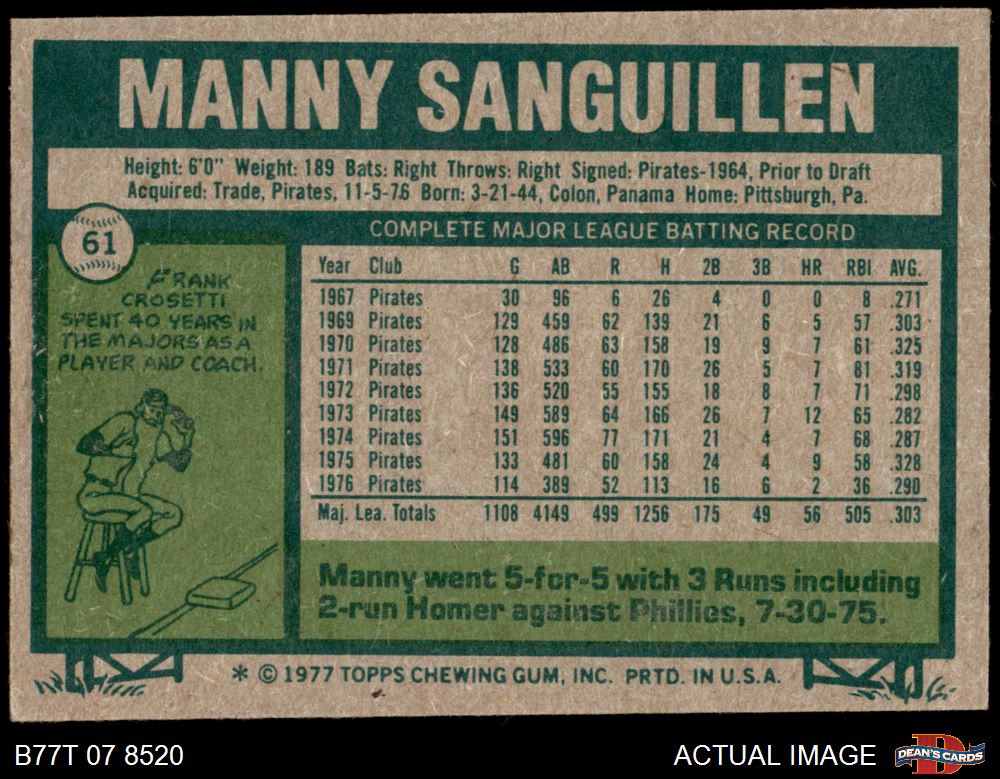 MANNY SANGUILLEN
Height: 6'0" Weight: 189 Bats: Right Throws: Right Signed: Pirates-1964, Prior to Draft
Acquired: Trade, Pirates, 11-5-76 Born: 3-21-44, Colon, Panama Home: Pittsburgh, Pa.
61
FRANK
CROSETTI
SPENT 40 YEARS IN
THE MAJORS AS A
PLAYER AND COACH.
COMPLETE MAJOR LEAGUE BATTING RECORD
Year Club G AB R H 2B 3B HR RBI AVG.
1967 Pirates 30 96 6 26 4 0 0 8 .271
1969 Pirates 129 459 62 139 21 6 5 57 .303
1970 Pirates 128 486 63 158 19 9 7 61 .325
1971 Pirates 138 533 60 170 26 5 7 81 .319
1972 Pirates 136 520 55 155 18 8 7 71 .298
1973 Pirates 149 589 64 166 26 7 12 65 .282
1974 Pirates 151 596 77 171 21 4 7 68 .287
1975 Pirates 133 481 60 158 24 4 9 58 .328
1976 Pirates 114 389 52 113 16 6 2 36 .290
Maj. Lea. Totals 1108 4149 499 1256 175 49 56 505 .303
Manny went 5-for-5 with 3 Runs including
2-run Homer against Phillies, 7-30-75.
* © 1977 TOPPS CHEWING GUM, INC. PRTD. IN U.S.A.
B77T 07 8520
ACTUAL IMAGE
D
DEAN'S CARDS